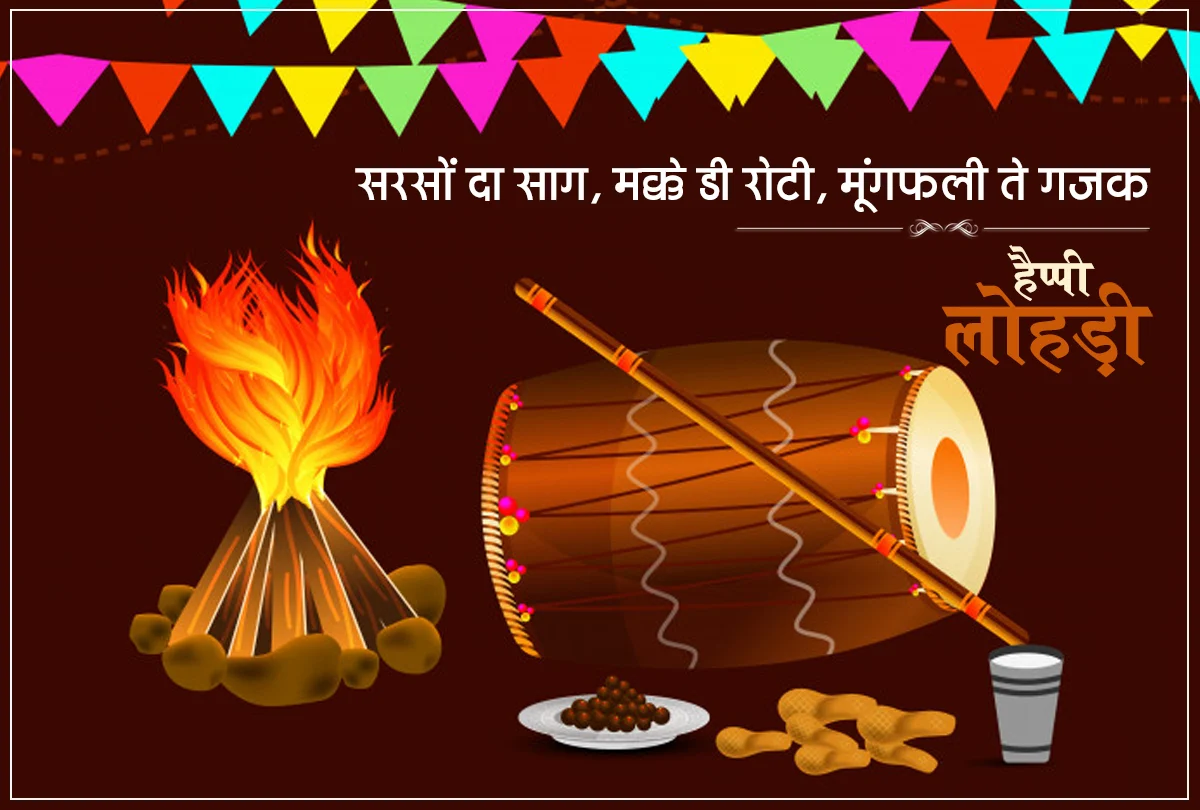 सरसों दा साग, मक्के डी रोटी, मूंगफली ते गजक
हैप्पी
लोहड़ी